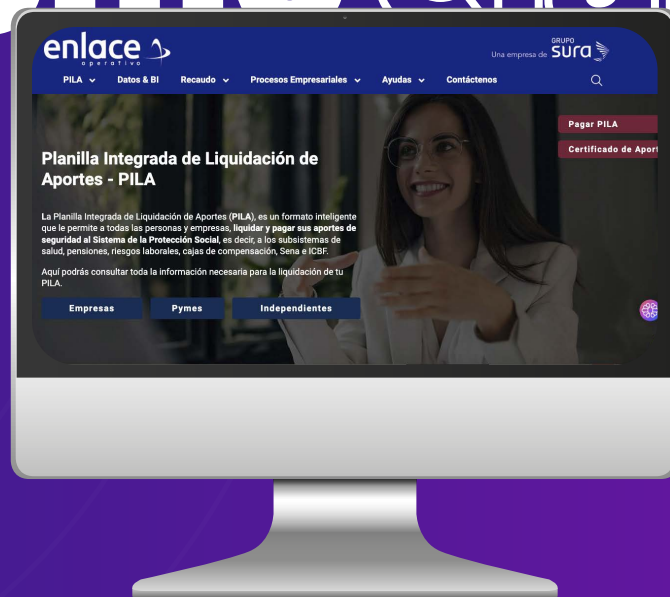 enlace
operativo
Una empresa de
GRUPO
sura
PILA
Datos & BI
Recaudo
Procesos Empresariales
Ayudas
Contáctenos
Pagar PILA
Certificado de Aport
Planilla Integrada de Liquidación de
Aportes - PILA
La Planilla Integrada de Liquidación de Aportes (PILA), es un formato inteligente
que le permite a todas las personas y empresas, liquidar y pagar sus aportes de
seguridad al Sistema de la Protección Social, es decir, a los subsistemas de
salud, pensiones, riesgos laborales, cajas de compensación, Sena e ICBF.
Aquí podrás consultar toda la información necesaria para la liquidación de tu
PILA.
Empresas
Pymes
Independientes